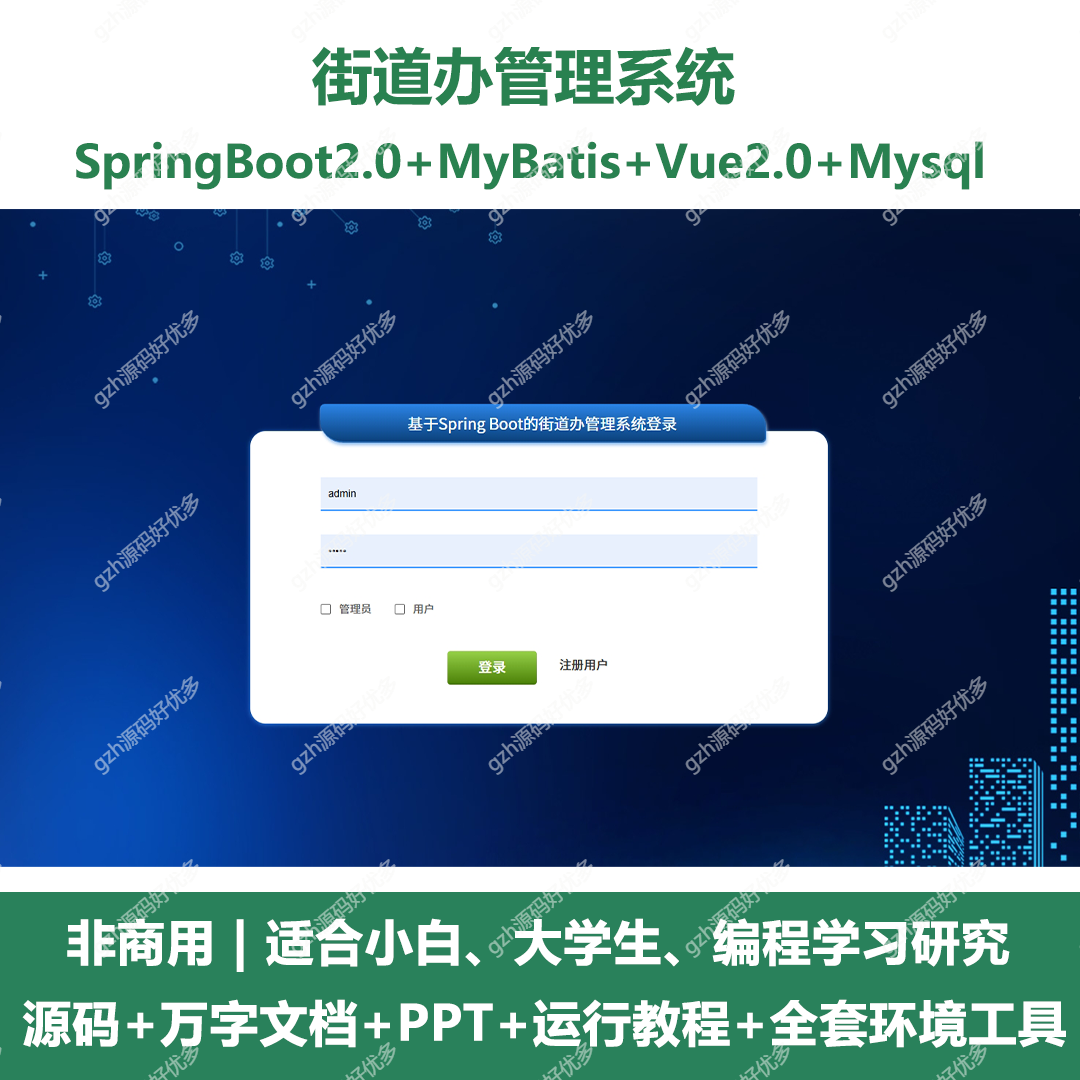 街道办管理系统
SpringBoot2.0+MyBatis+Vue2.0+Mysql
基于Spring Boot的街道办管理系统登录
admin
管理员 用户
登录 注册用户
非商用 | 适合小白、大学生、编程学习研究
源码+万字文档+PPT+运行教程+全套环境工具
gzh源码好优多